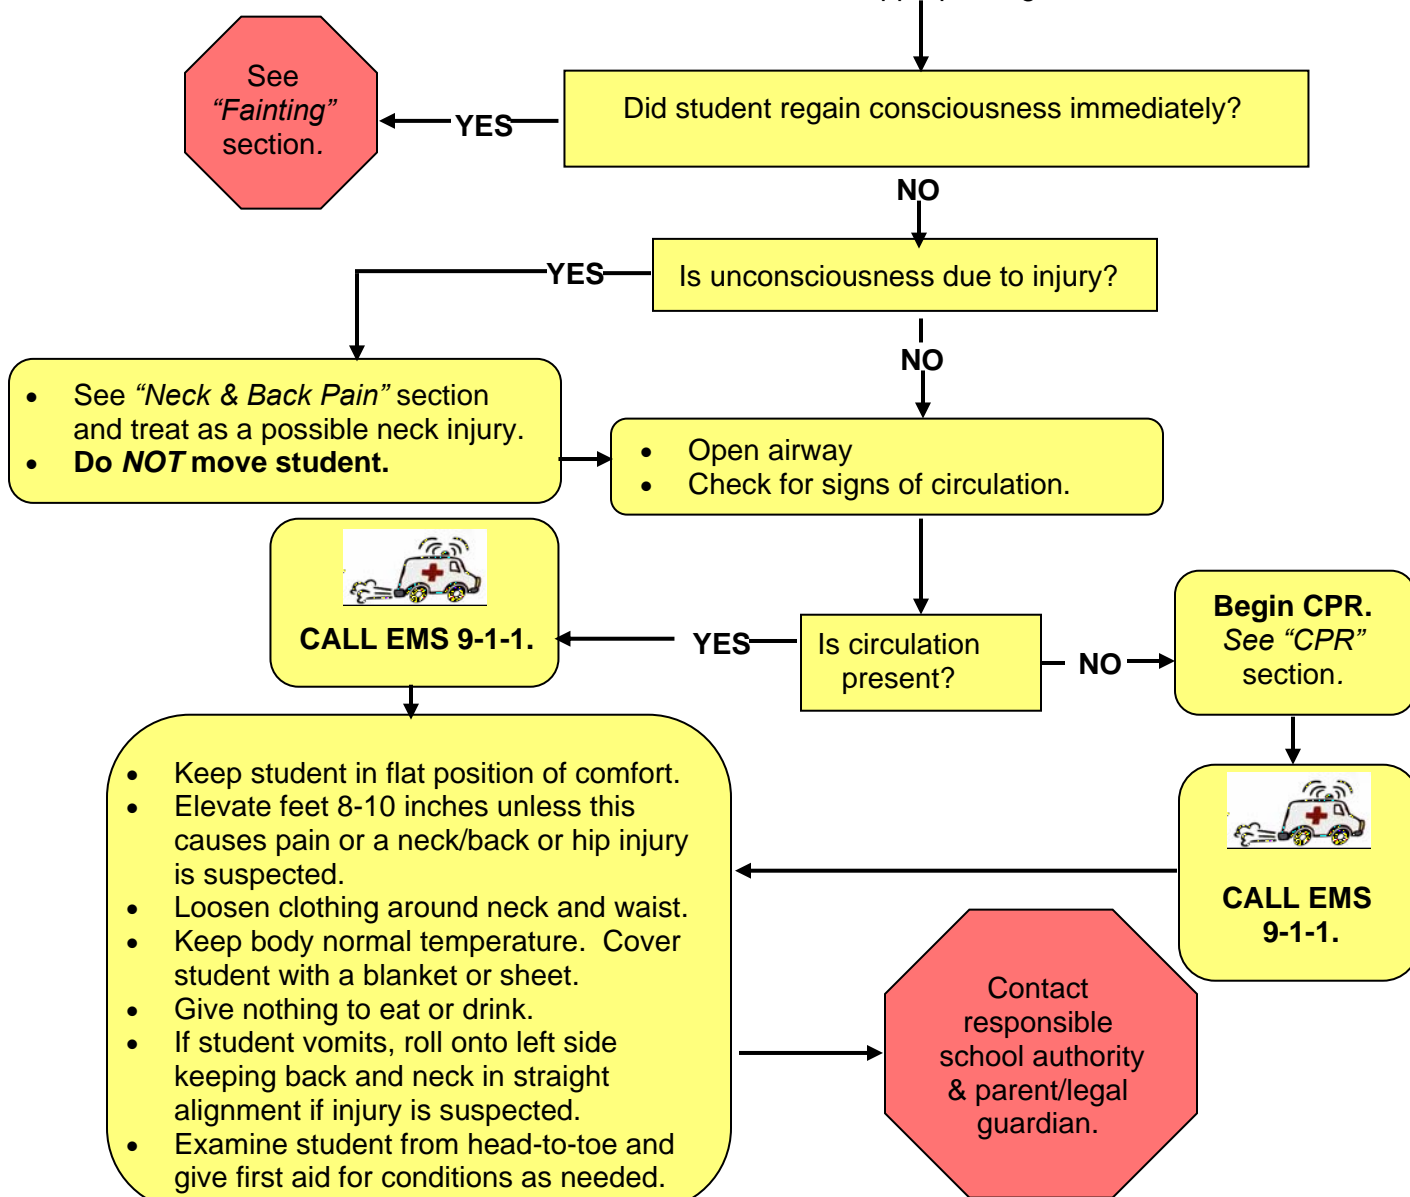 See
“Fainting”
section.
YES
Did student regain consciousness immediately?
NO
YES
Is unconsciousness due to injury?
NO
• See “Neck & Back Pain” section
and treat as a possible neck injury.
• Do NOT move student.
• Open airway
• Check for signs of circulation.
CALL EMS 9-1-1.
YES
Is circulation
present?
NO
Begin CPR.
See “CPR”
section.
CALL EMS
9-1-1.
• Keep student in flat position of comfort.
• Elevate feet 8-10 inches unless this
causes pain or a neck/back or hip injury
is suspected.
• Loosen clothing around neck and waist.
• Keep body normal temperature.  Cover
student with a blanket or sheet.
• Give nothing to eat or drink.
• If student vomits, roll onto left side
keeping back and neck in straight
alignment if injury is suspected.
• Examine student from head-to-toe and
give first aid for conditions as needed.
Contact
responsible
school authority
& parent/legal
guardian.